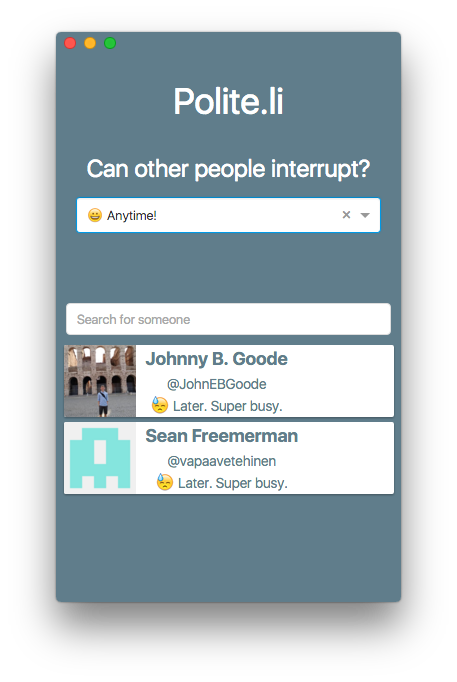 Polite.li
Can other people interrupt?
😀 Anytime!
Search for someone
Johnny B. Goode
@JohnEBGoode
😓 Later. Super busy.
Sean Freemerman
@vapaavetehinen
😓 Later. Super busy.